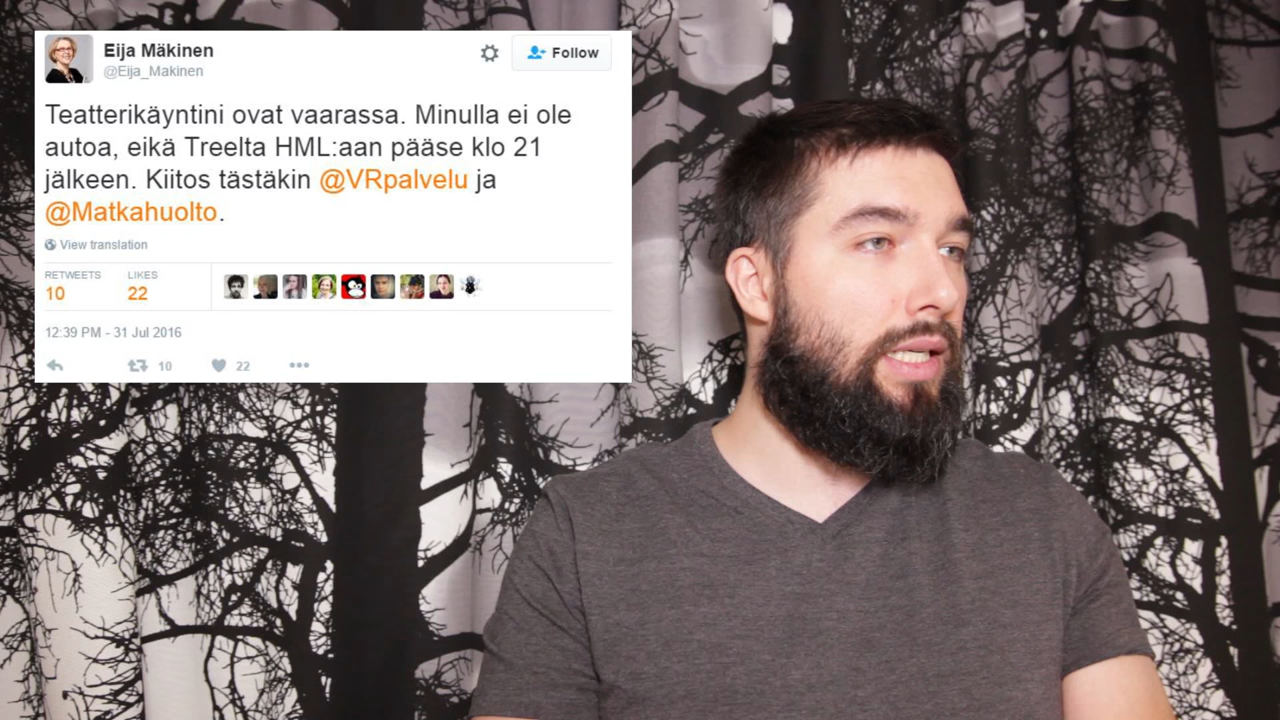 Eija Mäkinen
@Eija_Makinen
Follow
Teatterikäyntini ovat vaarassa. Minulla ei ole
autoa, eikä Treelta HML:aan pääse klo 21
jälkeen. Kiitos tästäkin @VRpalvelu ja
@Matkahuolto.
View translation
RETWEETS
LIKES
10
22
12:39 PM - 31 Jul 2016
10
22